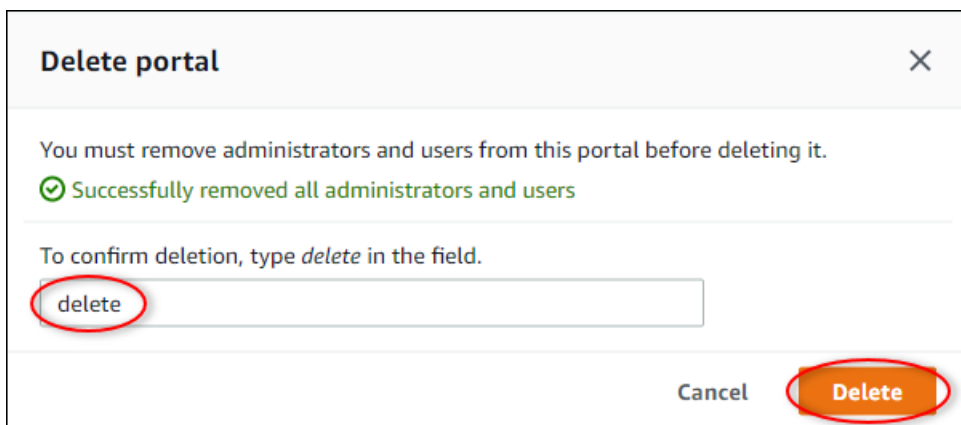 Delete portal
You must remove administrators and users from this portal before deleting it.
Successfully removed all administrators and users
To confirm deletion, type delete in the field.
delete
Cancel
Delete